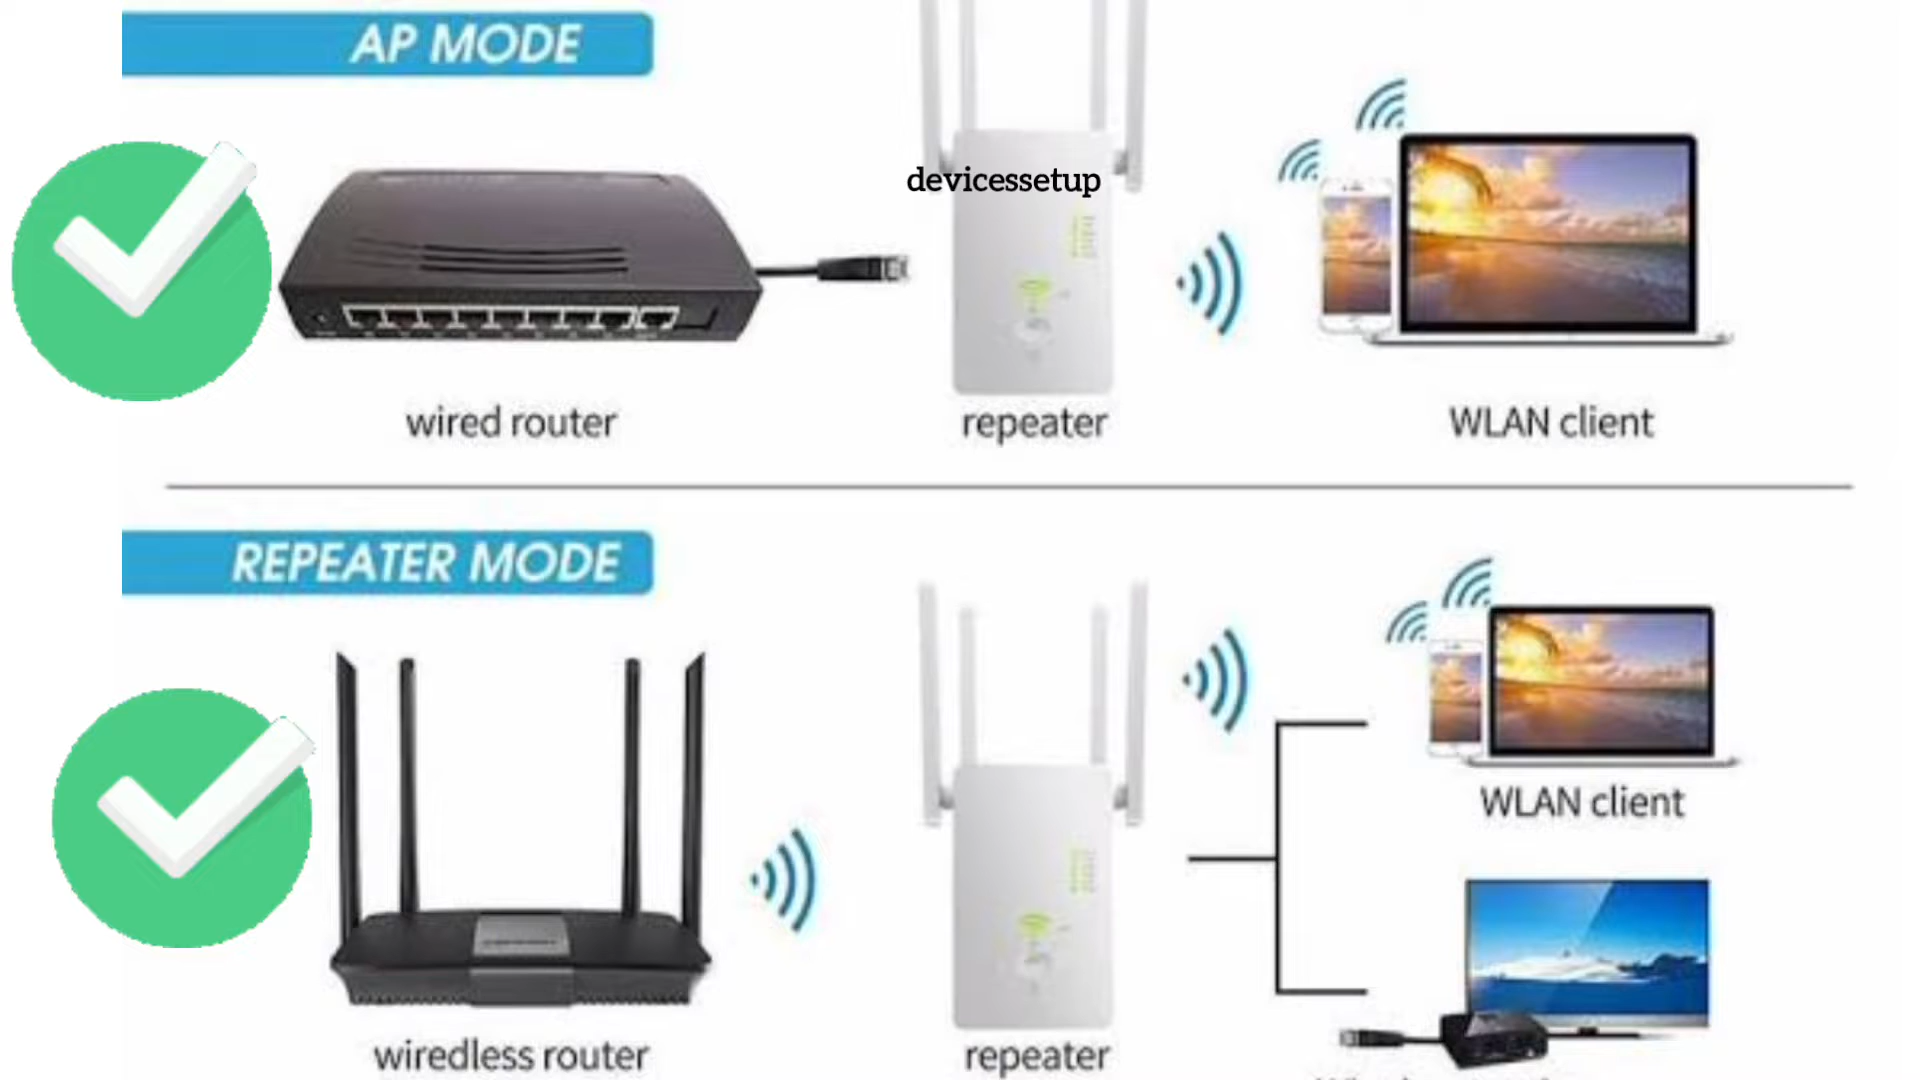 AP MODE
devicessetup
wired router
repeater
WLAN client
REPEATER MODE
WLAN client
wiredless router
repeater